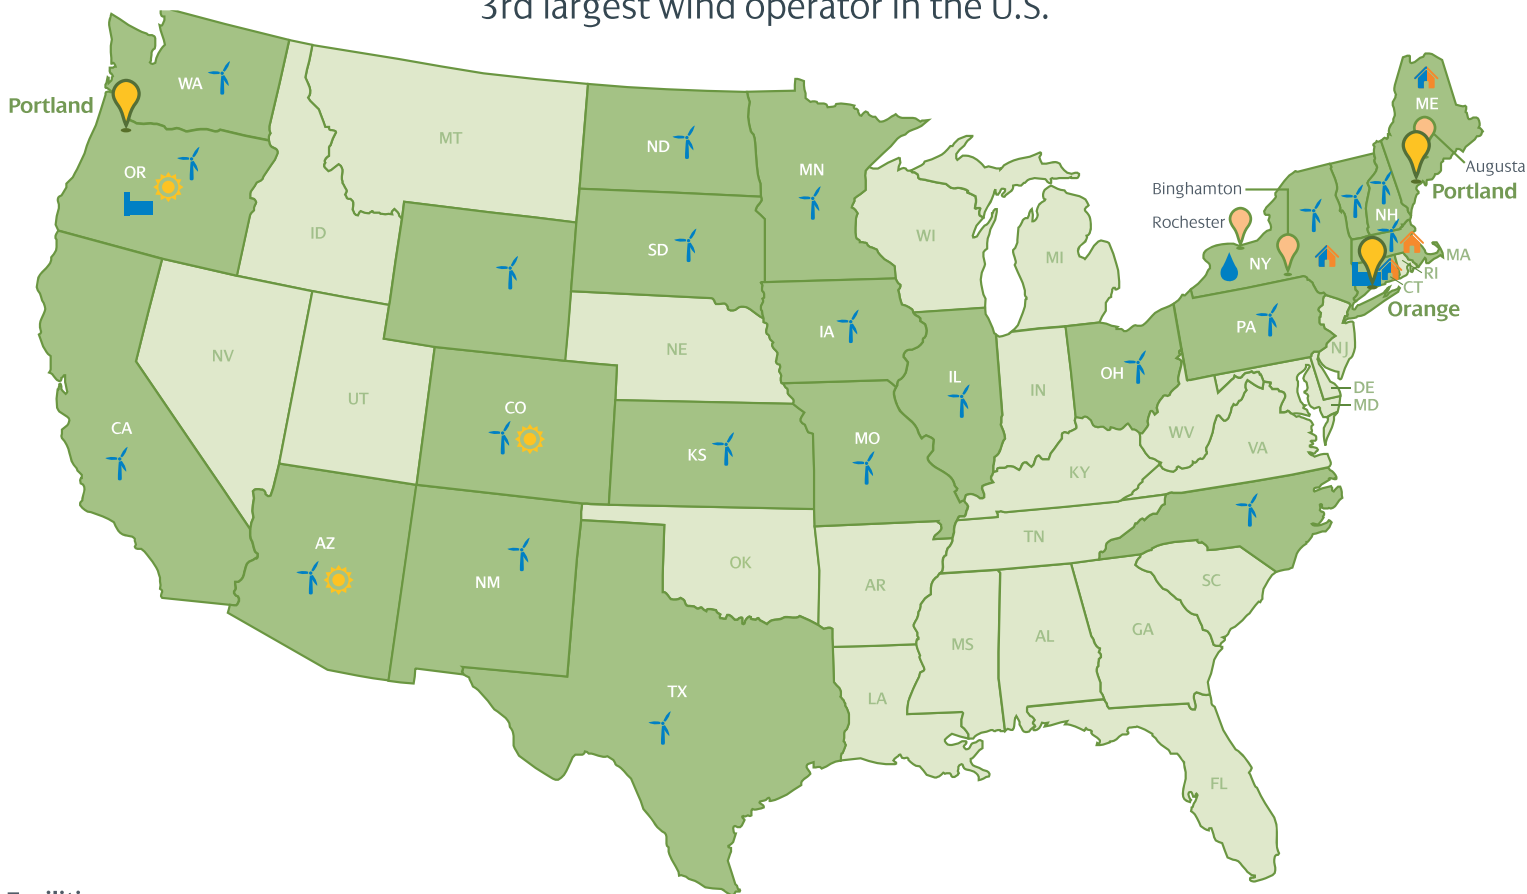 3rd largest wind operator in the U.S.
WA
Portland
MT
ND
MN
ME
OR
Augusta
Binghamton
Portland
Rochester
NH
ID
SD
WI
MI
NY
MA
RI
CT
Orange
IA
PA
NV
NE
NJ
UT
CO
IL
IN
OH
DE
MD
CA
KS
MO
WV
VA
KY
AZ
NM
OK
TN
AR
SC
MS
AL
GA
TX
LA
FL